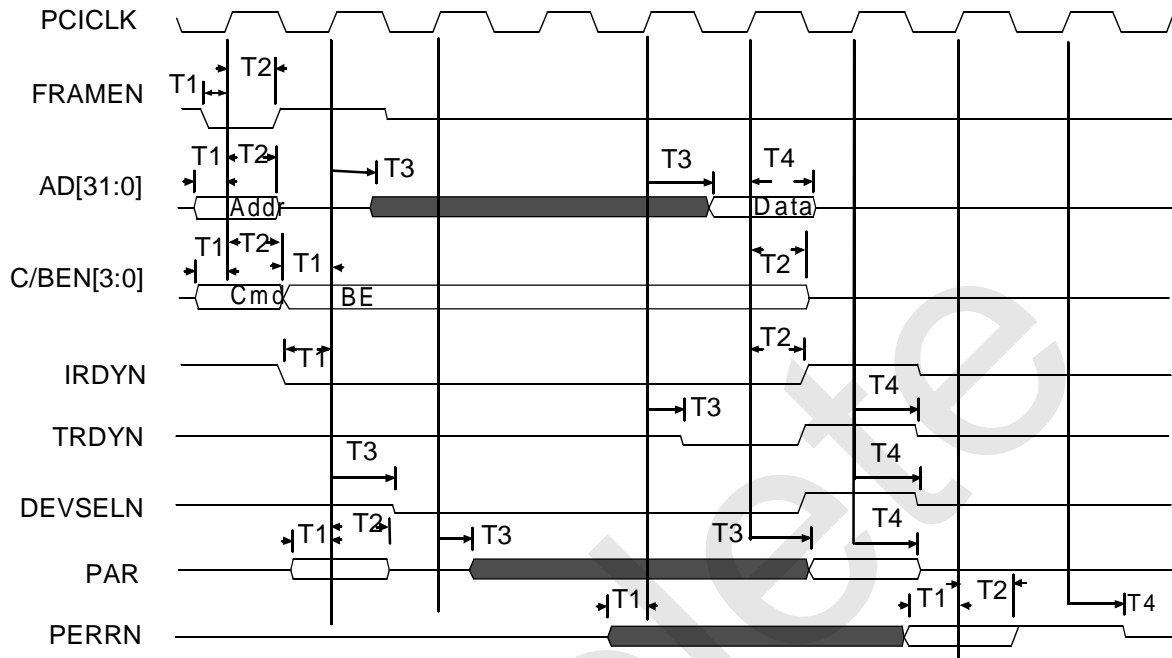 PCICLK
T2
T1
FRAMEN
T1 T2 T3 T3 T4
AD[31:0]
Addr Data
T1 T2 T1 T2
C/BEN[3:0]
Cmd BE
T1 T2
IRDYN
T4
T3
TRDYN
T3 T4
DEVSELN
T1 T2 T3 T3 T4
PAR
T1 T1 T2 T4
PERRN